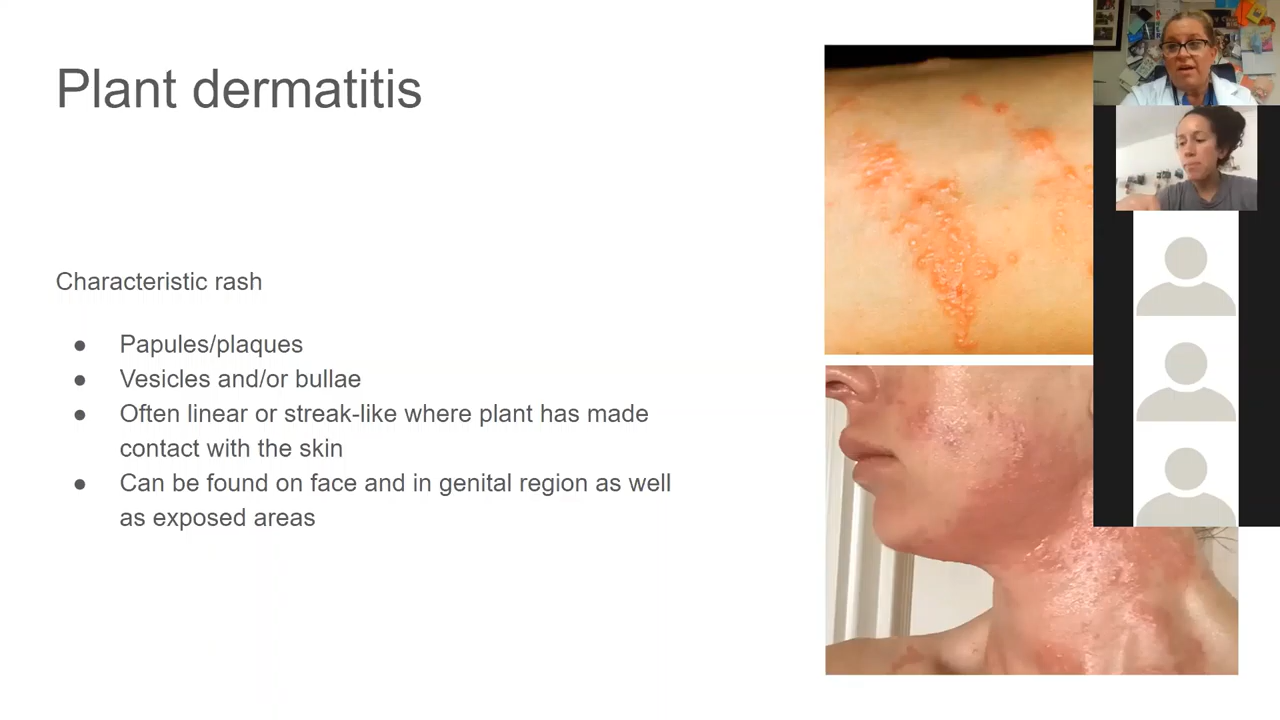 Plant dermatitis
Characteristic rash
● Papules/plaques
● Vesicles and/or bullae
● Often linear or streak-like where plant has made
contact with the skin
● Can be found on face and in genital region as well
as exposed areas